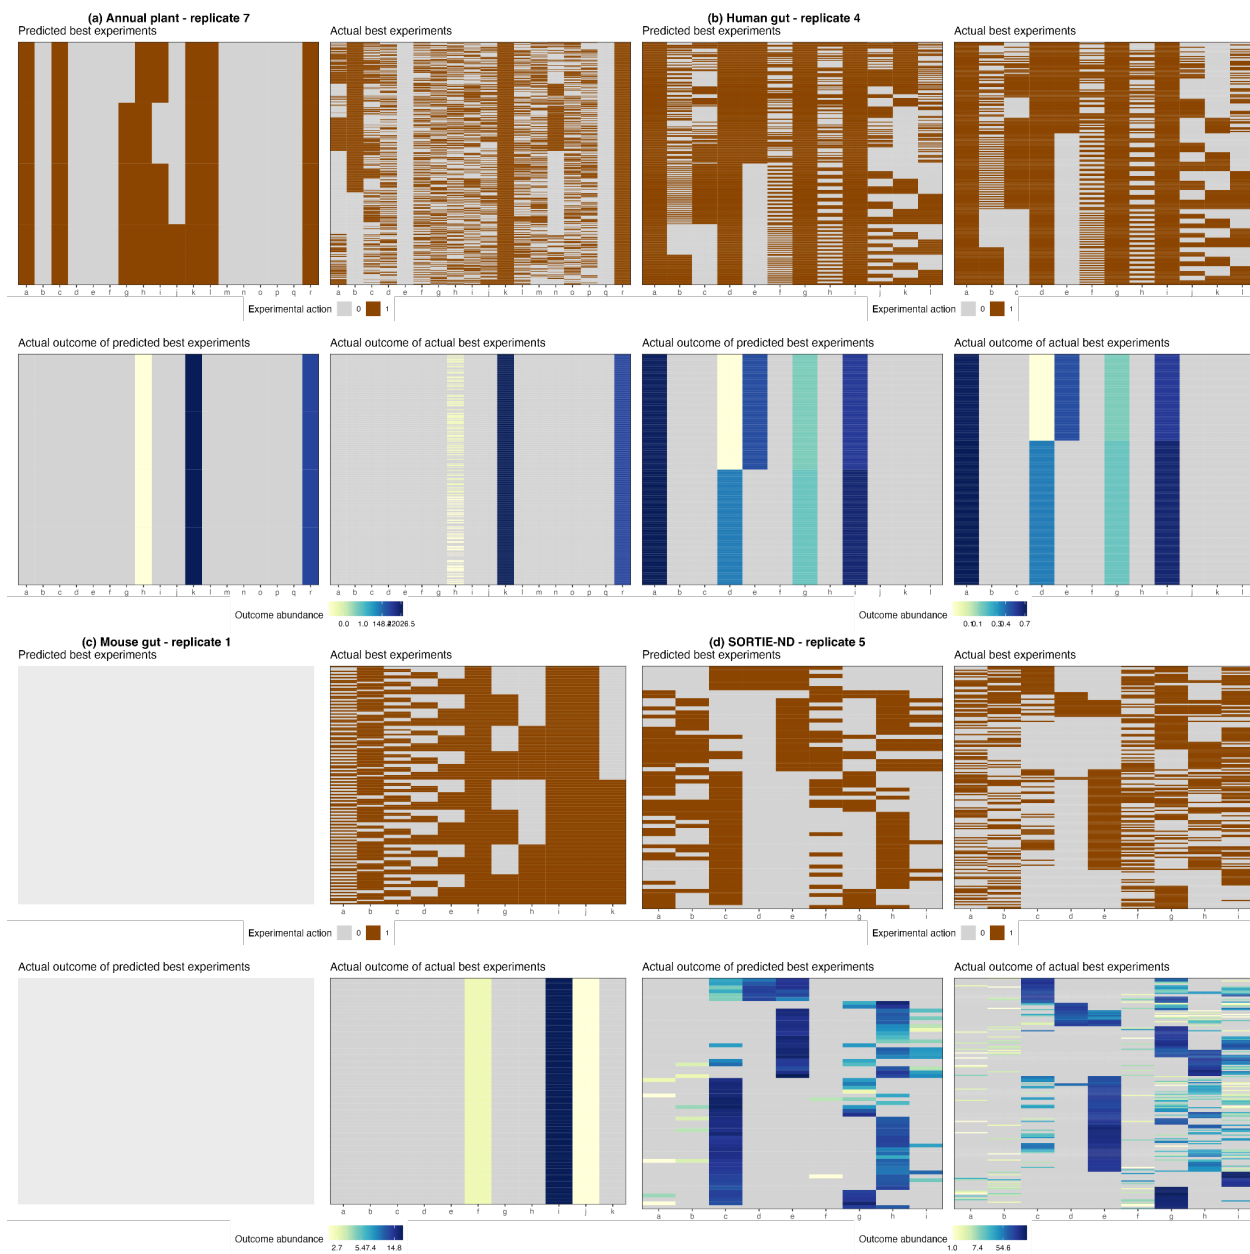 (a) Annual plant - replicate 7
(b) Human gut - replicate 4
Predicted best experiments
Actual best experiments
Predicted best experiments
Actual best experiments
a b c d e f g h i j k l m n o p q r
a b c d e f g h i j k l m n o p q r
a b c d e f g h i j k l
a b c d e f g h i j k l
Experimental action 0 1
Experimental action 0 1
Actual outcome of predicted best experiments
Actual outcome of actual best experiments
Actual outcome of predicted best experiments
Actual outcome of actual best experiments
a b c d e f g h i j k l m n o p q r
a b c d e f g h i j k l m n o p q r
a b c d e f g h i j k l
a b c d e f g h i j k l
Outcome abundance
0.0 1.0
Outcome abundance
0.7
(c) Mouse gut - replicate 1
(d) SORTIE-ND - replicate 5
Predicted best experiments
Actual best experiments
Predicted best experiments
Actual best experiments
a b c d e f g h i j k
a b c d e f g h i
a b c d e f g h i
Experimental action 0 1
Experimental action 0 1
Actual outcome of predicted best experiments
Actual outcome of actual best experiments
Actual outcome of predicted best experiments
Actual outcome of actual best experiments
a b c d e f g h i j k
a b c d e f g h i
a b c d e f g h i
Outcome abundance
2.7 5.47.4 14.8
Outcome abundance
1.0 7.4 54.6